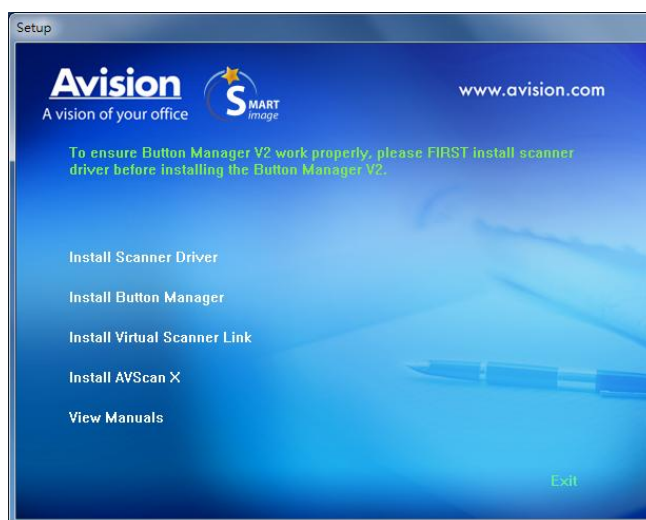 Setup
Avision
A vision of your office
SMART
image
www.avision.com
To ensure Button Manager V2 work properly, please FIRST install scanner
driver before installing the Button Manager V2.
Install Scanner Driver
Install Button Manager
Install Virtual Scanner Link
Install AVScan X
View Manuals
Exit